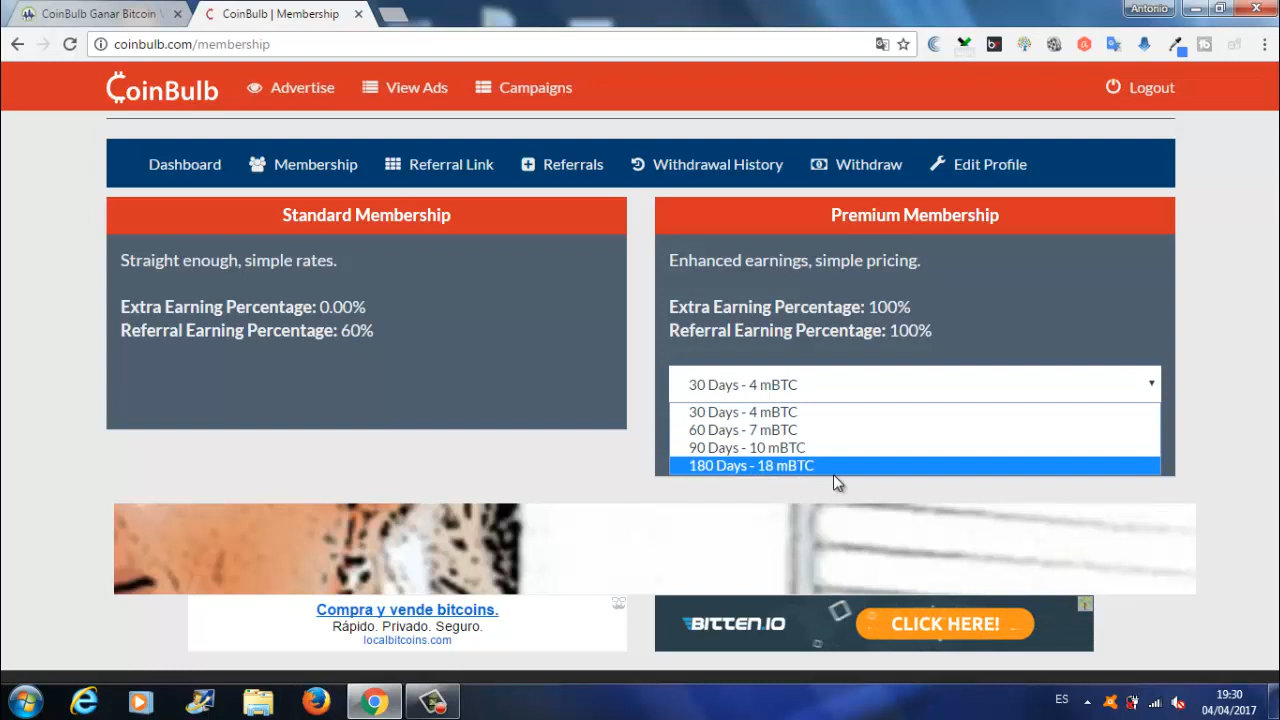 CoinBulb Ganar Bitcoin
CoinBulb | Membership
Antonio
coinbulb.com/membership
CoinBulb
Advertise
View Ads
Campaigns
Logout
Dashboard
Membership
Referral Link
Referrals
Withdrawal History
Withdraw
Edit Profile
Standard Membership
Straight enough, simple rates.
Extra Earning Percentage: 0.00%
Referral Earning Percentage: 60%
Premium Membership
Enhanced earnings, simple pricing.
Extra Earning Percentage: 100%
Referral Earning Percentage: 100%
30 Days - 4 mBTC
30 Days - 4 mBTC
60 Days - 7 mBTC
90 Days - 10 mBTC
180 Days - 18 mBTC
Compra y vende bitcoins.
Rápido. Privado. Seguro.
localbitcoins.com
BITTEN.IO
CLICK HERE!
ES
19:30
04/04/2017